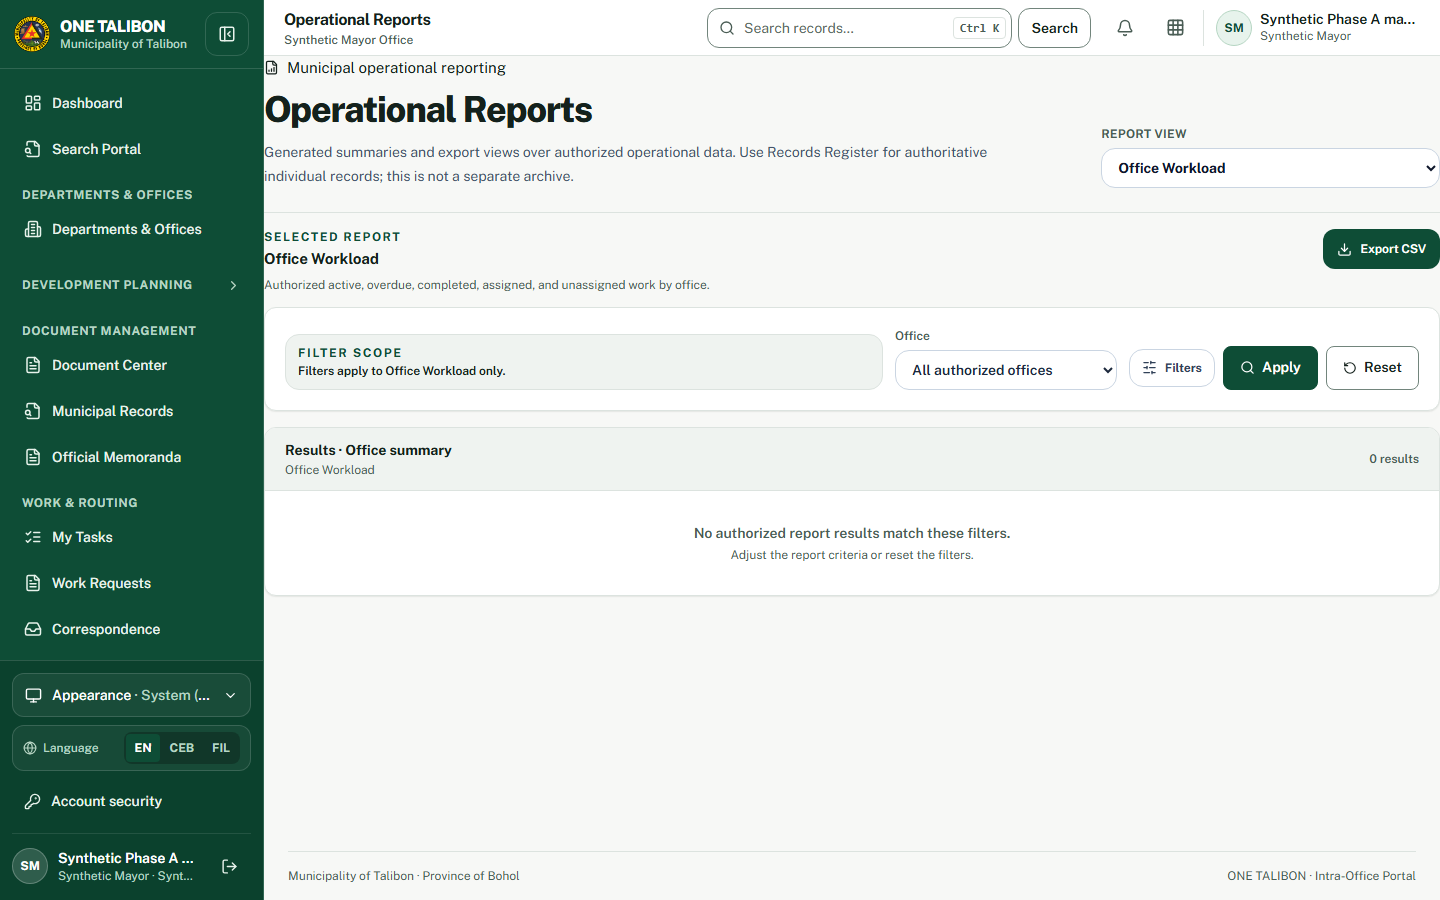 ONE TALIBON
Municipality of Talibon
Dashboard
Search Portal
DEPARTMENTS & OFFICES
Departments & Offices
DEVELOPMENT PLANNING
DOCUMENT MANAGEMENT
Document Center
Municipal Records
Official Memoranda
WORK & ROUTING
My Tasks
Work Requests
Correspondence
Appearance · System (...
Language EN CEB FIL
Account security
SM
Synthetic Phase A ...
Synthetic Mayor · Synt...
Operational Reports
Synthetic Mayor Office
Search records... Ctrl K
Search
SM
Synthetic Phase A ma...
Synthetic Mayor
Municipal operational reporting
Operational Reports
Generated summaries and export views over authorized operational data. Use Records Register for authoritative
individual records; this is not a separate archive.
REPORT VIEW
Office Workload
SELECTED REPORT
Office Workload
Authorized active, overdue, completed, assigned, and unassigned work by office.
Export CSV
FILTER SCOPE
Filters apply to Office Workload only.
Office
All authorized offices
Filters
Apply
Reset
Results · Office summary
Office Workload
0 results
No authorized report results match these filters.
Adjust the report criteria or reset the filters.
Municipality of Talibon · Province of Bohol
ONE TALIBON · Intra-Office Portal